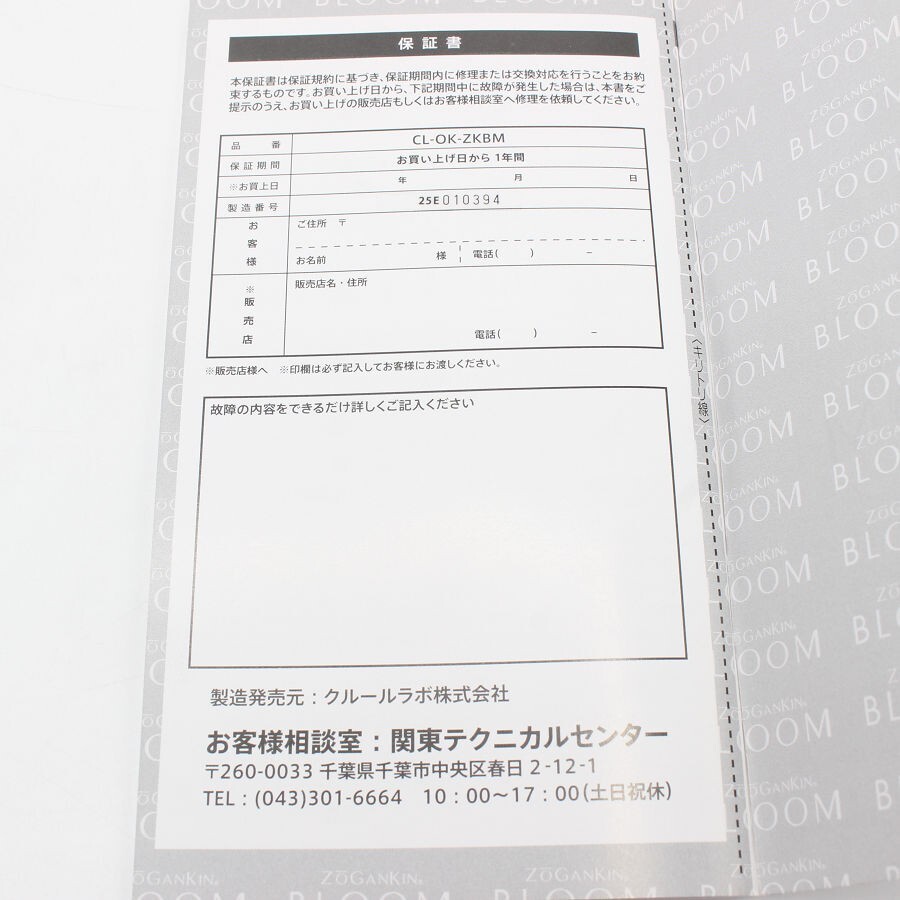 保証書
本保証書は保証規約に基づき、保証期間内に修理または交換対応を行うことをお約
束するものです。お買い上げ日から、下記期間中に故障が発生した場合は、本書をご
提示のうえ、お買い上げの販売店もしくはお客様相談室へ修理を依頼してください。
品番 CL-OK-ZKBM
保証期間 お買い上げ日から 1年間
※お買上日 年 月 日
製造番号 25E010394
お客様 ご住所 〒
お名前 様 電話( ) −
※販売店 販売店名・住所
電話( ) −
※販売店様へ ※印欄は必ず記入してお客様にお渡しください。
故障の内容をできるだけ詳しくご記入ください
製造発売元：クルールラボ株式会社
お客様相談室：関東テクニカルセンター
〒260-0033 千葉県千葉市中央区春日 2-12-1
TEL：(043)301-6664 10：00〜17：00(土日祝休)
〈キリトリ線〉
ZŌGANKIN®
BLOOM